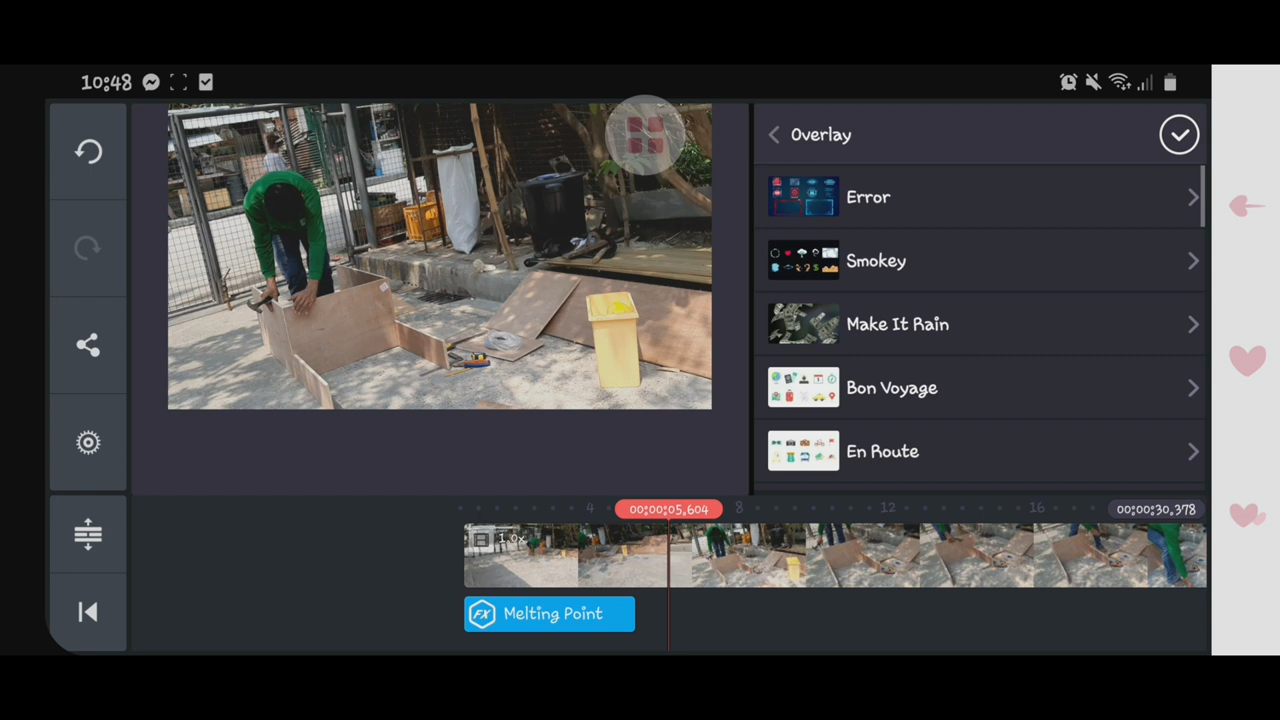 10:48
Overlay
Error
Smokey
Make It Rain
Bon Voyage
En Route
4
00:00:05,604
8
12
16
00:00:30,378
1.0x
FX Melting Point